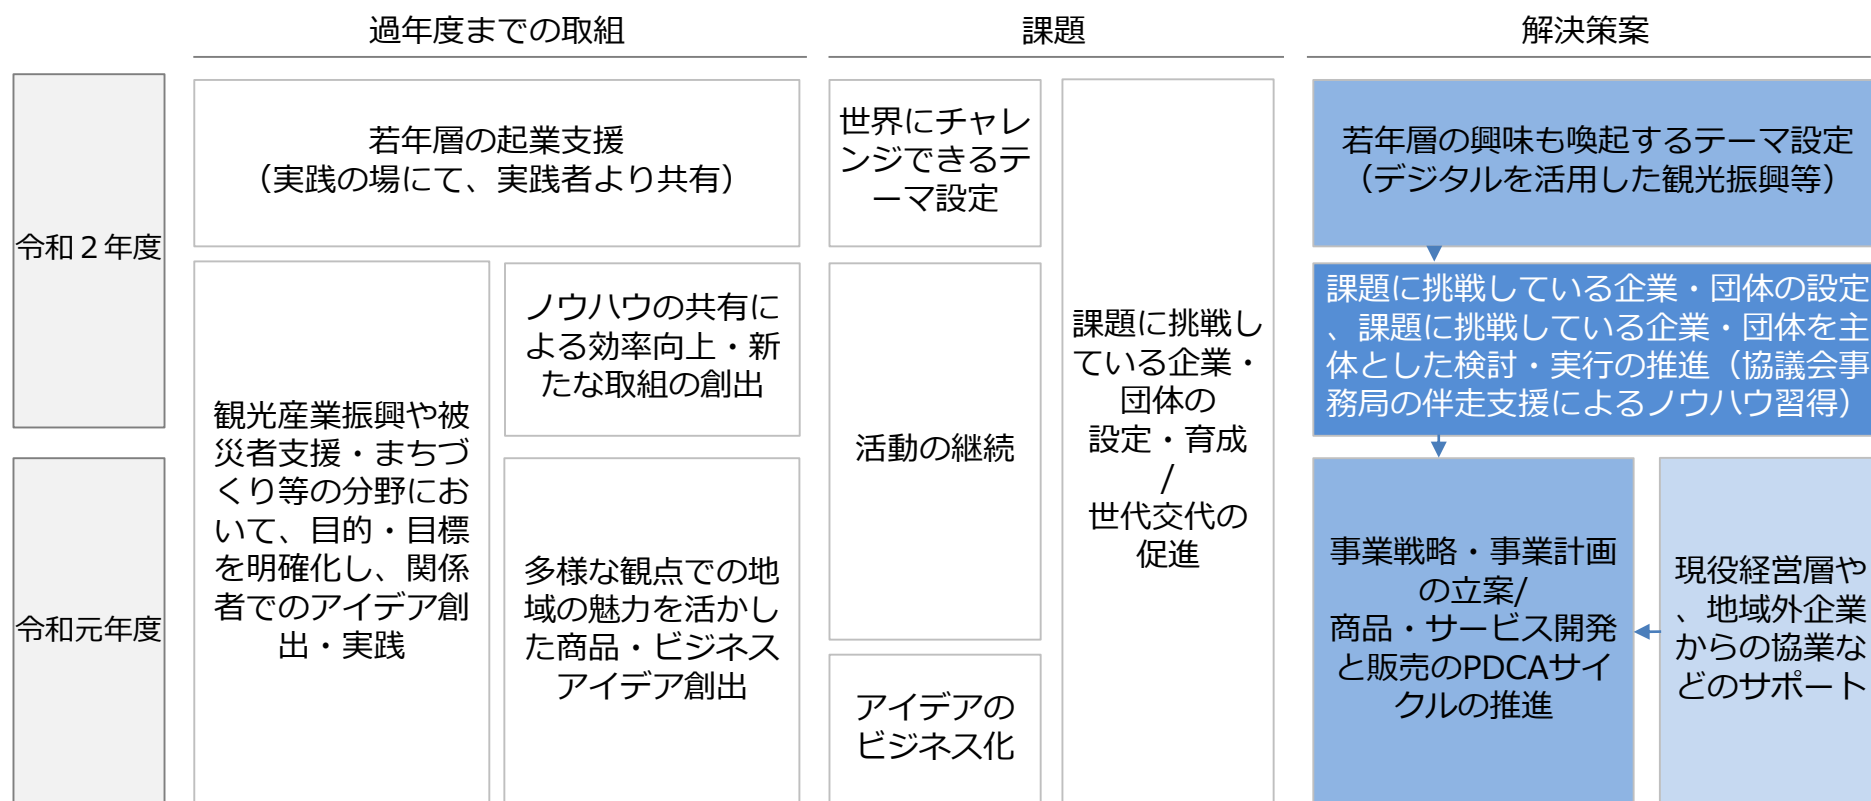 過年度までの取組
課題
解決策案
令和２年度
若年層の起業支援
（実践の場にて、実践者より共有）
世界にチャレ
ンジできるテ
ーマ設定
若年層の興味も喚起するテーマ設定
（デジタルを活用した観光振興等）
観光産業振興や被
災者支援・まちづ
くり等の分野にお
いて、目的・目標
を明確化し、関係
者でのアイデア創
出・実践
ノウハウの共有に
よる効率向上・新
たな取組の創出
活動の継続
課題に挑戦し
ている企業・
団体の
設定・育成
/
世代交代の
促進
課題に挑戦している企業・団体の設定
、課題に挑戦している企業・団体を主
体とした検討・実行の推進（協議会事
務局の伴走支援によるノウハウ習得）
令和元年度
多様な観点での地
域の魅力を活かし
た商品・ビジネス
アイデア創出
アイデアの
ビジネス化
事業戦略・事業計画
の立案/
商品・サービス開発
と販売のPDCAサイ
クルの推進
現役経営層や
、地域外企業
からの協業な
どのサポート